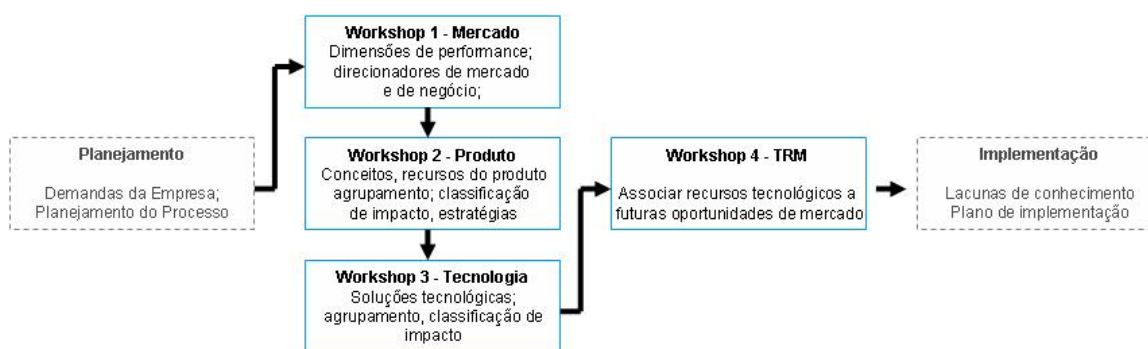 Planejamento
Demandas da Empresa;
Planejamento do Processo
Workshop 1 - Mercado
Dimensões de performance;
direcionadores de mercado
e de negócio;
Workshop 2 - Produto
Conceitos, recursos do produto
agrupamento; classificação
de impacto, estratégias
Workshop 3 - Tecnologia
Soluções tecnológicas;
agrupamento, classificação de
impacto
Workshop 4 - TRM
Associar recursos tecnológicos a
futuras oportunidades de mercado
Implementação
Lacunas de conhecimento
Plano de implementação